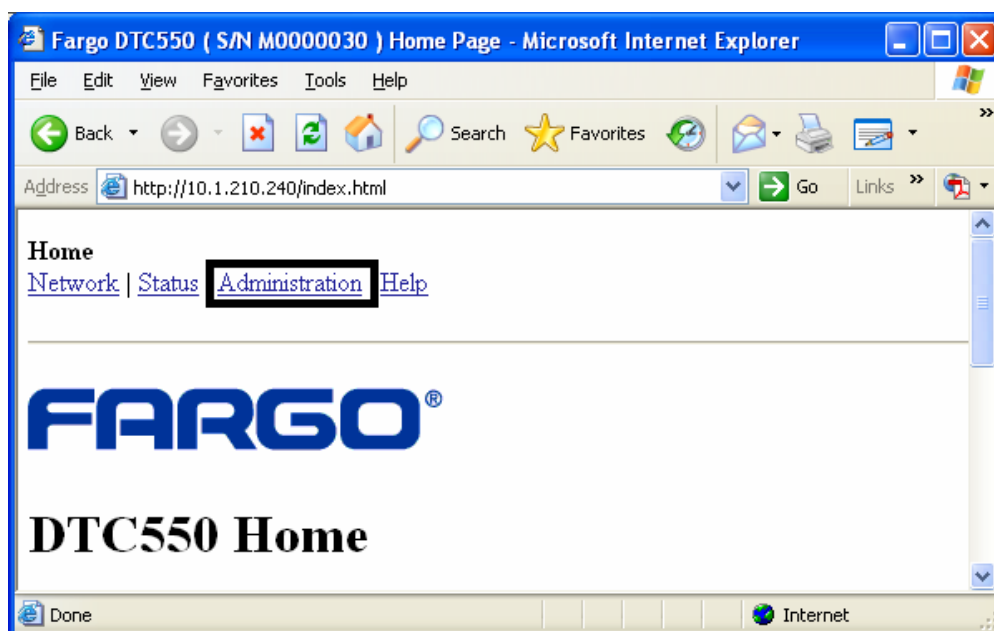 Fargo DTC550 ( S/N M0000030 ) Home Page - Microsoft Internet Explorer
File Edit View Favorites Tools Help
Back Search Favorites
Address http://10.1.210.240/index.html Go Links
Home
Network | Status Administration Help
FARGO®
DTC550 Home
Done Internet